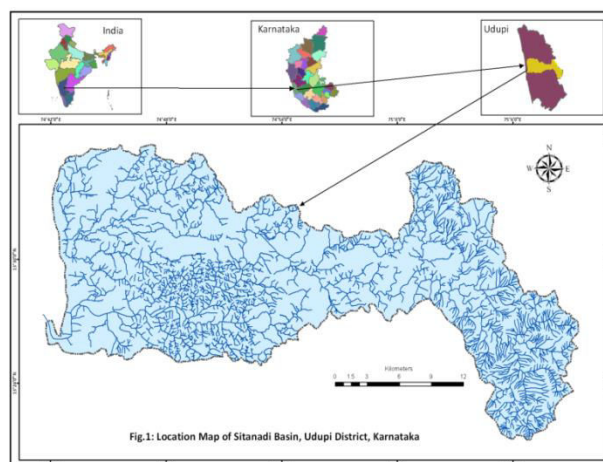 India
Karnataka
Udupi
N
W E
S
Kilometers
0 1.5 3 6 9 12
Fig.1: Location Map of Sitanadi Basin, Udupi District, Karnataka